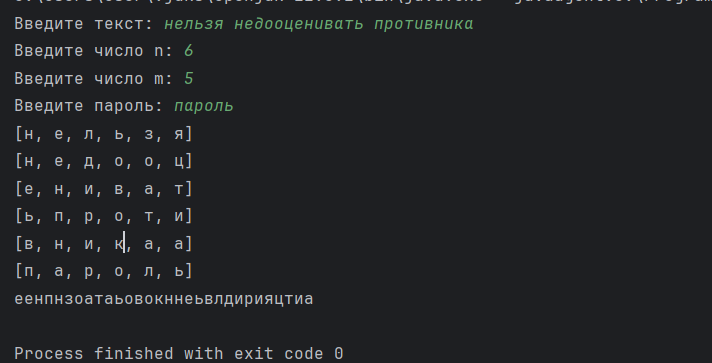 Введите текст: нельзя недооценивать противника
Введите число n: 6
Введите число m: 5
Введите пароль: пароль
[н, е, л, ь, з, я]
[н, е, д, о, о, ц]
[е, н, и, в, а, т]
[ь, п, р, о, т, и]
[в, н, и, к, а, а]
[п, а, р, о, л, ь]
еенпнзоатаьовокннеьвлдирияцтиа
Process finished with exit code 0